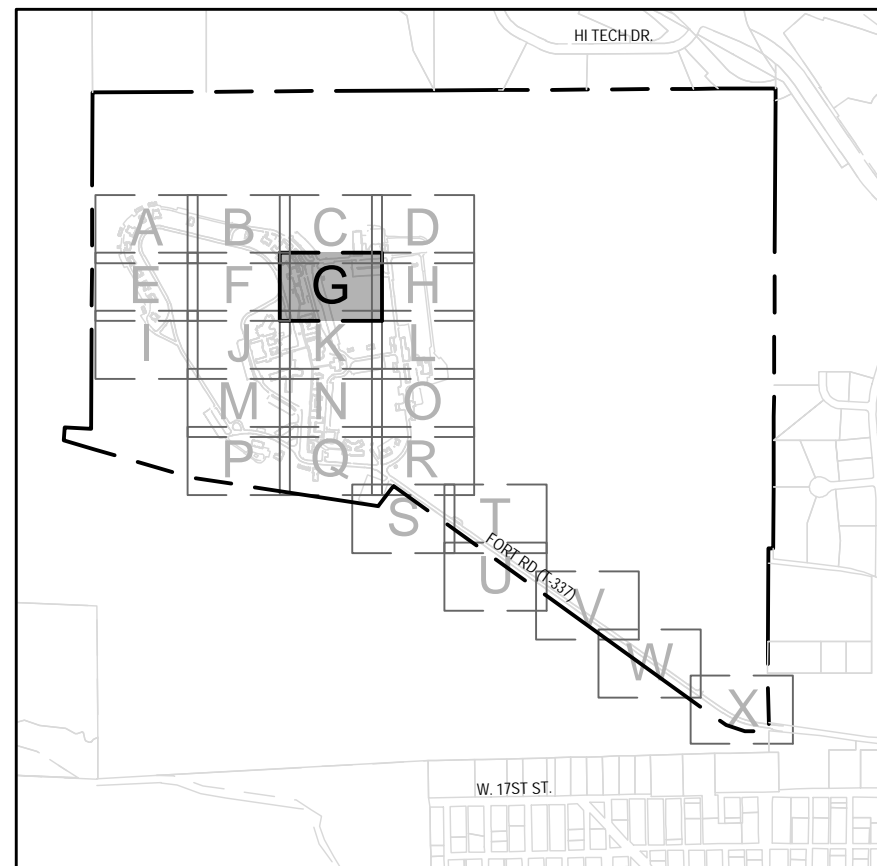 HI TECH DR.
A B C D
E F G H
I J K L
M N O
P Q R
S T
FORT RD (T-337)
U
V
W
X
W. 17ST ST.